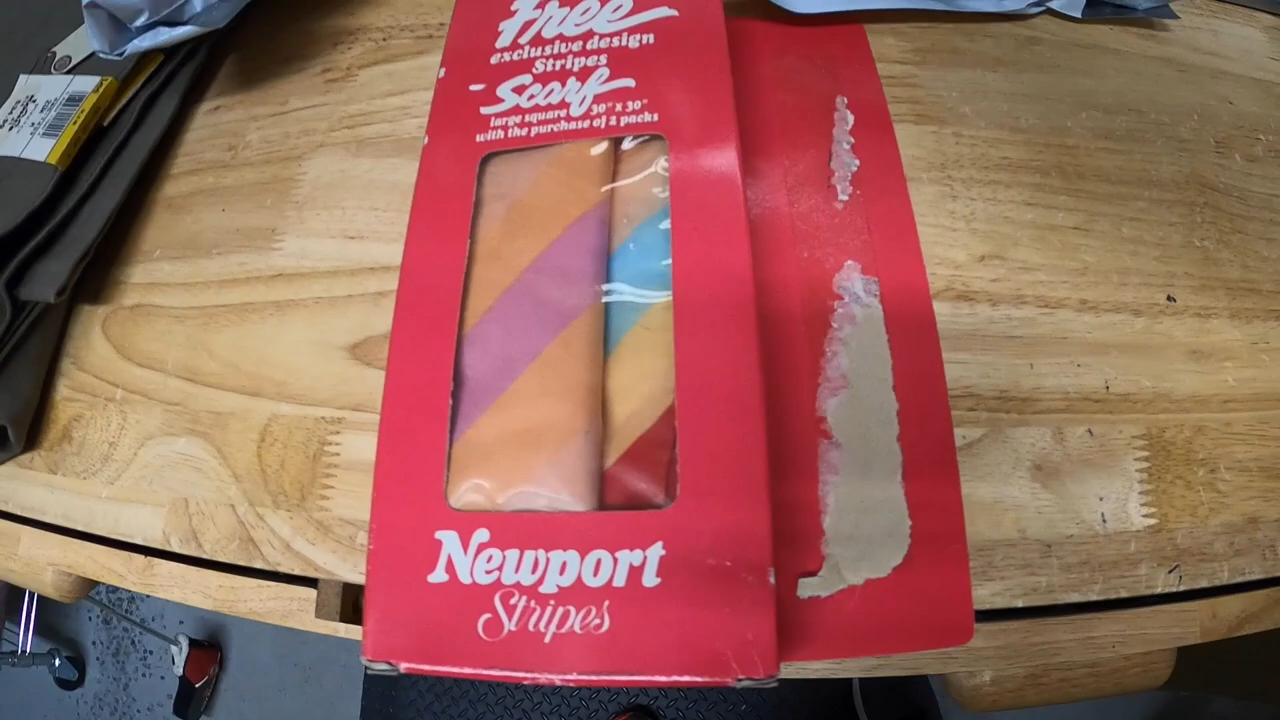 Free
exclusive design
Stripes
Scarf
large square 30" x 30"
with the purchase of 2 packs
Newport
Stripes